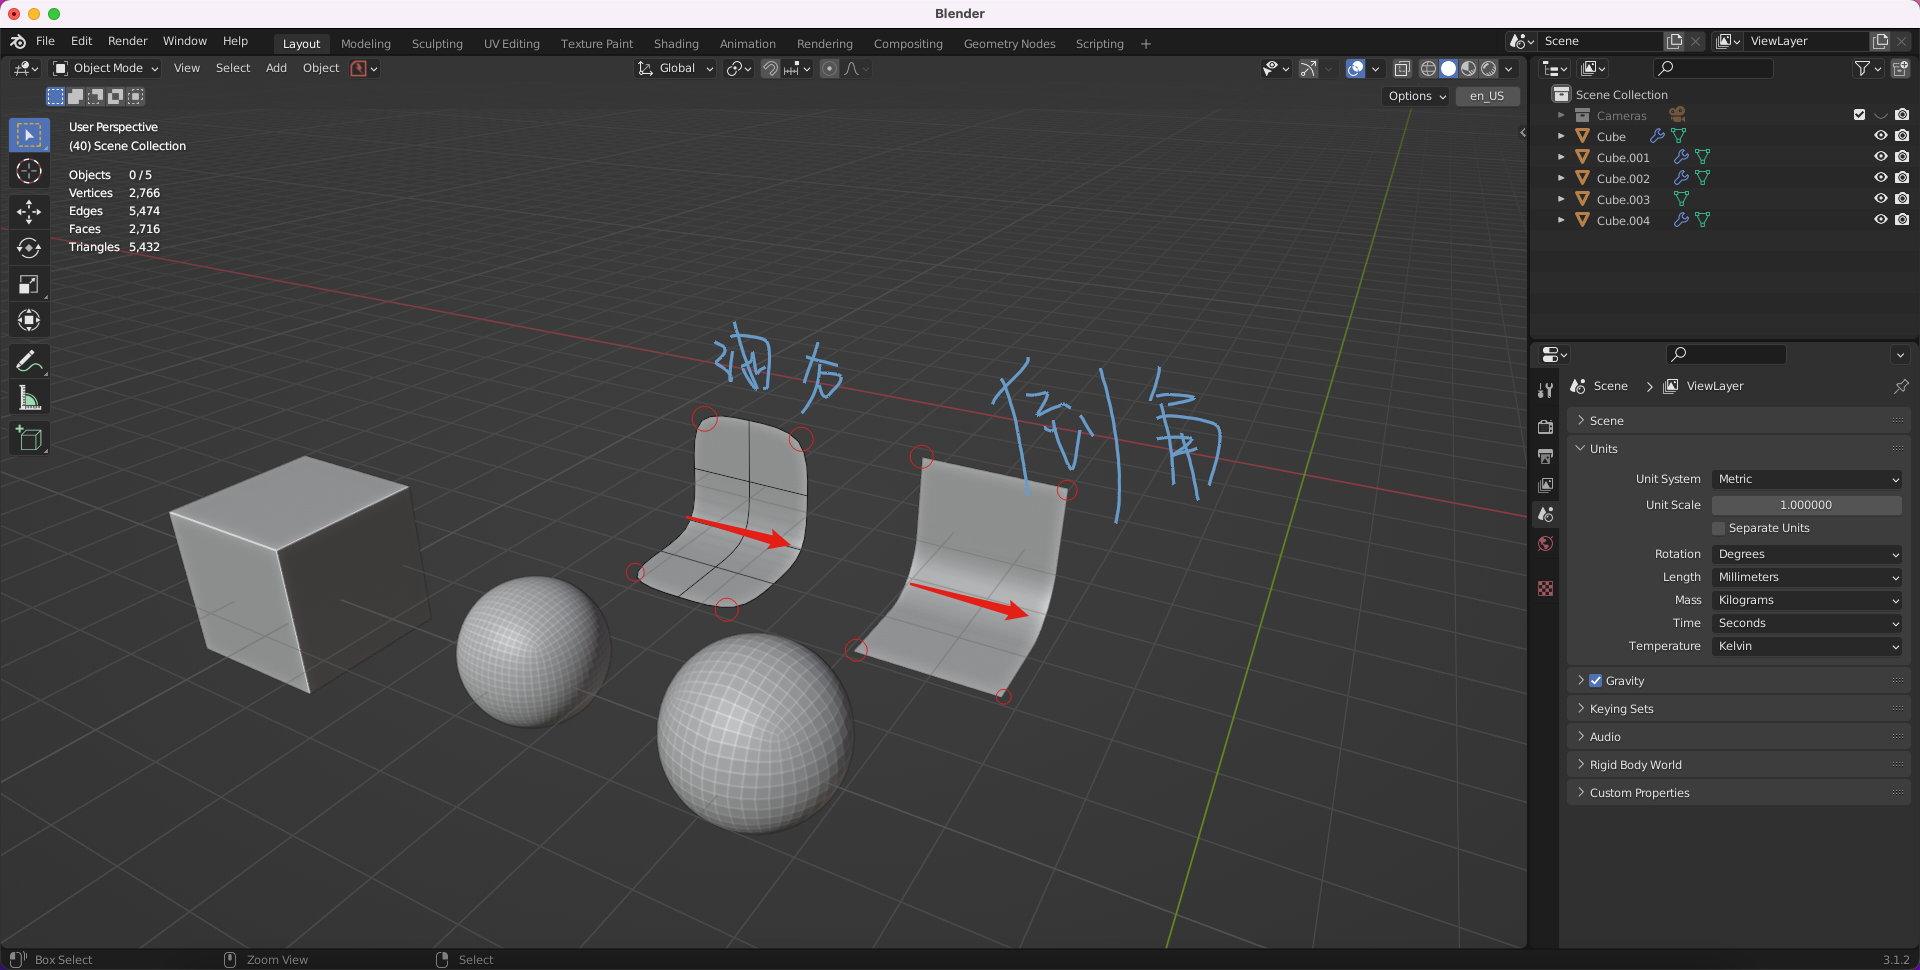 Blender
File Edit Render Window Help Layout Modeling Sculpting UV Editing Texture Paint Shading Animation Rendering Compositing Geometry Nodes Scripting + Scene ViewLayer
Object Mode View Select Add Object Global
Options en_US
User Perspective
(40) Scene Collection
Objects 0/5
Vertices 2,766
Edges 5,474
Faces 2,716
Triangles 5,432
Scene Collection
Cameras
Cube
Cube.001
Cube.002
Cube.003
Cube.004
Scene > ViewLayer
Scene
Units
Unit System Metric
Unit Scale 1.000000
Separate Units
Rotation Degrees
Length Millimeters
Mass Kilograms
Time Seconds
Temperature Kelvin
Gravity
Keying Sets
Audio
Rigid Body World
Custom Properties
Box Select Zoom View Select 3.1.2